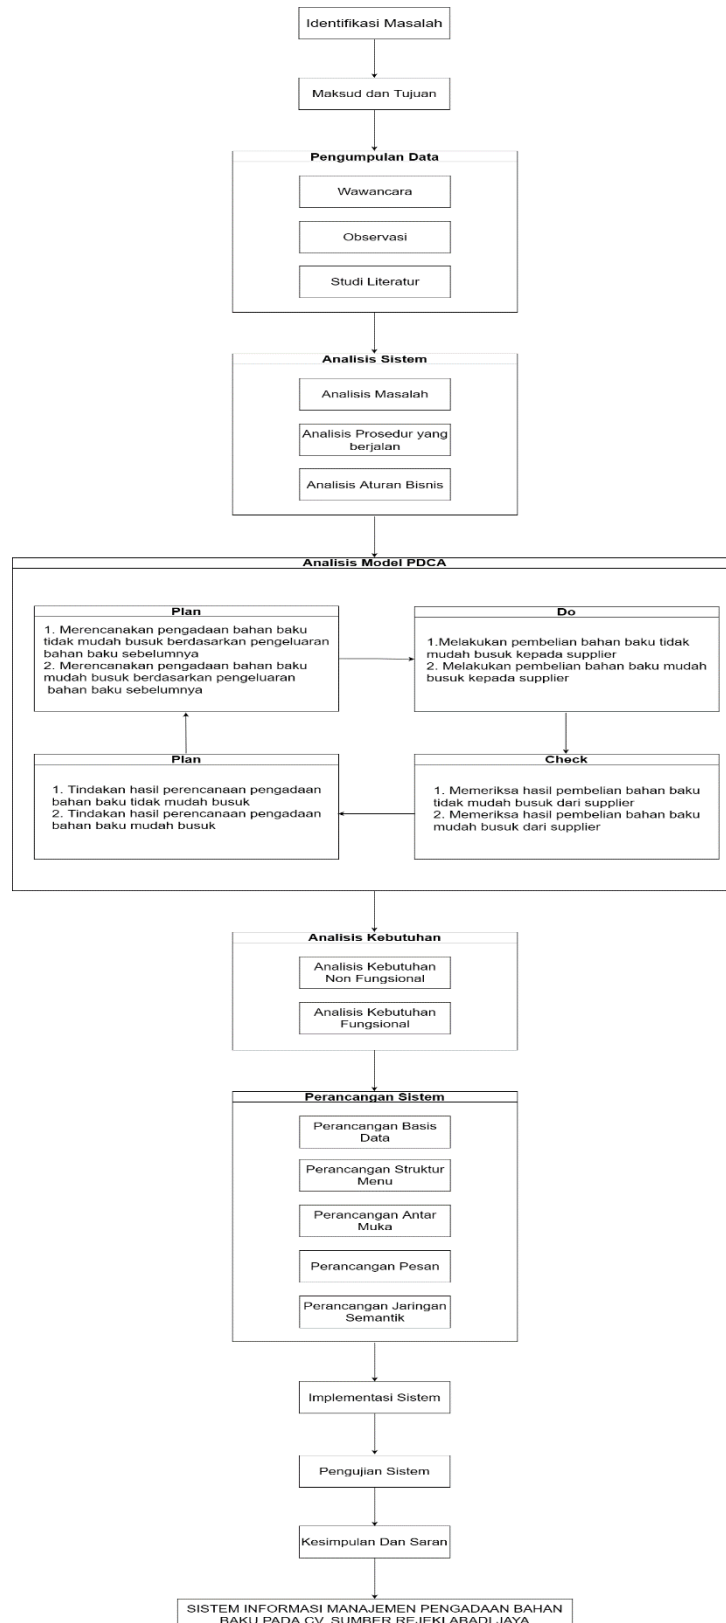 Identifikasi Masalah
Maksud dan Tujuan
Pengumpulan Data
Wawancara
Observasi
Studi Literatur
Analisis Sistem
Analisis Masalah
Analisis Prosedur yang
berjalan
Analisis Aturan Bisnis
Analisis Model PDCA
Plan
1. Merencanakan pengadaan bahan baku
tidak mudah busuk berdasarkan pengeluaran
bahan baku sebelumnya
2. Merencanakan pengadaan bahan baku
mudah busuk berdasarkan pengeluaran
bahan baku sebelumnya
Do
1.Melakukan pembelian bahan baku tidak
mudah busuk kepada supplier
2. Melakukan pembelian bahan baku mudah
busuk kepada supplier
Plan
1. Tindakan hasil perencanaan pengadaan
bahan baku tidak mudah busuk
2. Tindakan hasil perencanaan pengadaan
bahan baku mudah busuk
Check
1. Memeriksa hasil pembelian bahan baku
tidak mudah busuk dari supplier
2. Memeriksa hasil pembelian bahan baku
mudah busuk dari supplier
Analisis Kebutuhan
Analisis Kebutuhan
Non Fungsional
Analisis Kebutuhan
Fungsional
Perancangan Sistem
Perancangan Basis
Data
Perancangan Struktur
Menu
Perancangan Antar
Muka
Perancangan Pesan
Perancangan Jaringan
Semantik
Implementasi Sistem
Pengujian Sistem
Kesimpulan Dan Saran
SISTEM INFORMASI MANAJEMEN PENGADAAN BAHAN
BAKU PADA CV. SUMBER REJEKI ABADI JAYA